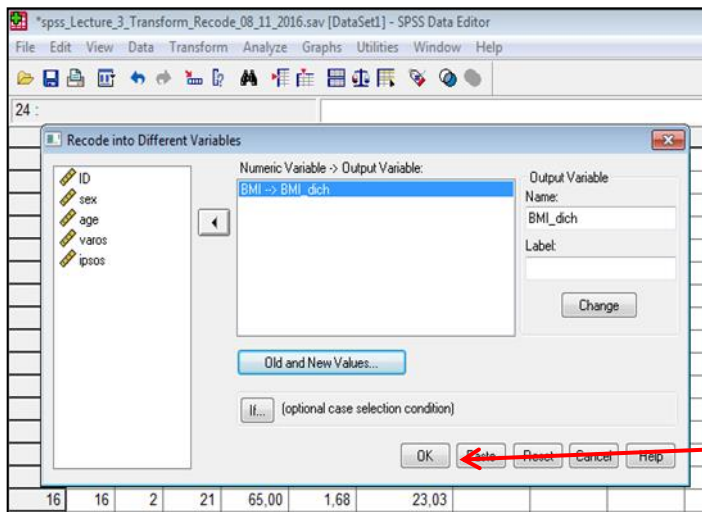 *spss_Lecture_3_Transform_Recode_08_11_2016.sav [DataSet1] - SPSS Data Editor
File Edit View Data Transform Analyze Graphs Utilities Window Help
24 :
Recode into Different Variables
Numeric Variable -> Output Variable:
BMI --> BMI_dich
ID
sex
age
varos
ipsos
Output Variable
Name:
BMI_dich
Label:
Change
Old and New Values...
If... (optional case selection condition)
OK Paste Reset Cancel Help
16 16 2 21 65,00 1,68 23,03